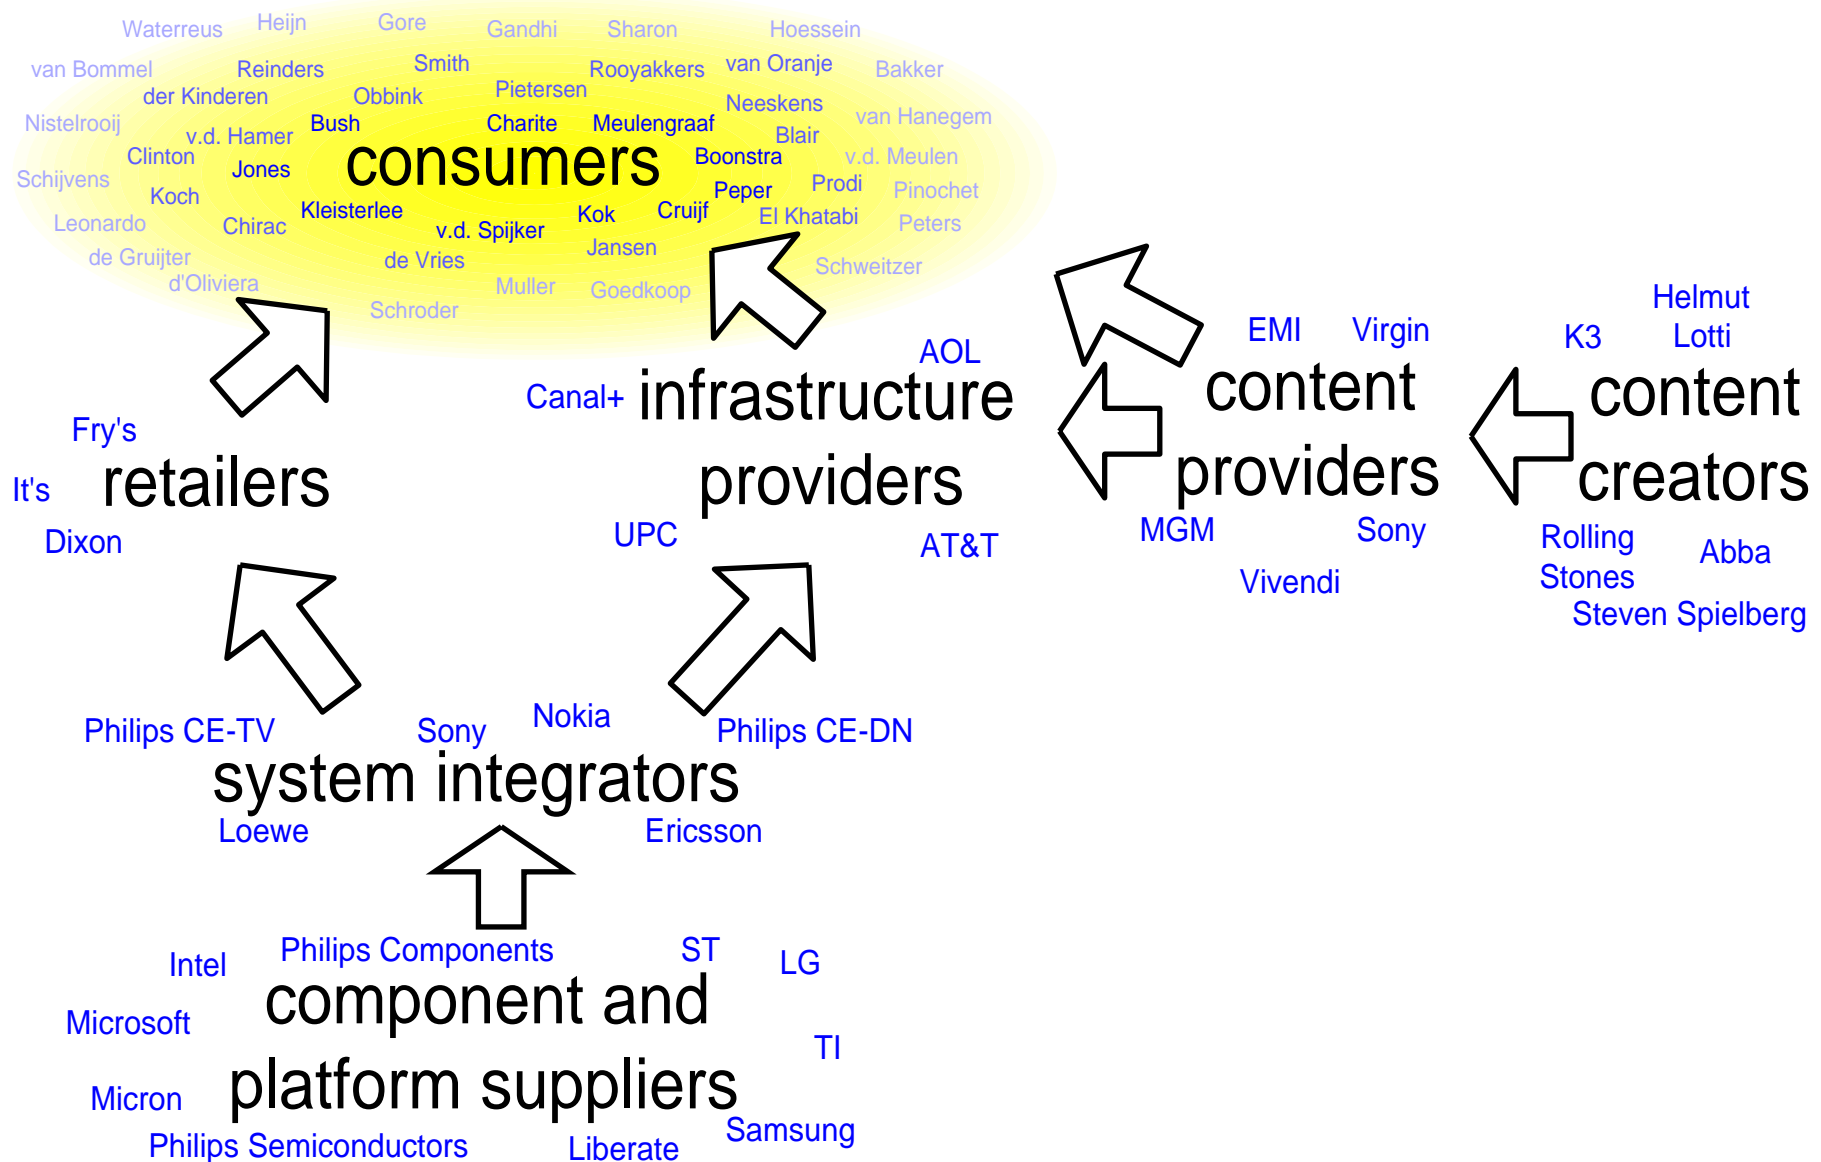 Waterreus Heijn Gore Gandhi Sharon Hoessein
van Bommel Reinders Smith Rooyakkers van Oranje Bakker
der Kinderen Obbink Pietersen Neeskens
Nistelrooij v.d. Hamer Bush Charite Meulengraaf Blair van Hanegem
Clinton Jones consumers Boonstra v.d. Meulen
Schijvens Koch Peper Prodi Pinochet
Leonardo Chirac Kleisterlee v.d. Spijker Kok Cruijf El Khatabi Peters
de Gruijter de Vries Jansen Schweitzer
d'Oliviera Muller Goedkoop
Schroder
AOL
Canal+ infrastructure
providers
UPC AT&T
EMI Virgin
content
providers
MGM Sony
Vivendi
Helmut
K3 Lotti
content
creators
Rolling
Stones Abba
Steven Spielberg
Fry's
It's retailers
Dixon
Philips CE-TV Sony Nokia Philips CE-DN
system integrators
Loewe Ericsson
Intel Philips Components ST LG
component and
Microsoft TI
platform suppliers
Micron Samsung
Philips Semiconductors Liberate